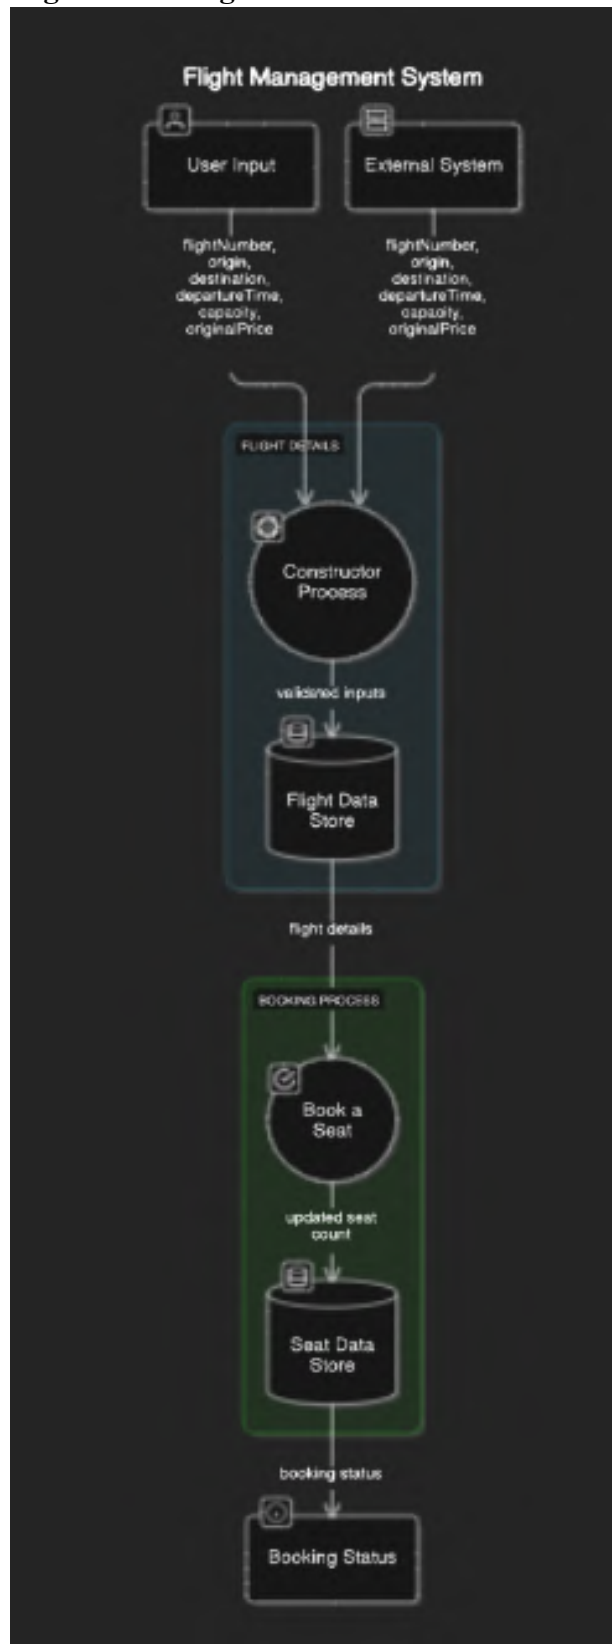 Flight Management System
User Input
External System
flightNumber,
origin,
destination,
departureTime,
capacity,
originalPrice
flightNumber,
origin,
destination,
departureTime,
capacity,
originalPrice
FLIGHT DETAILS
Constructor
Process
validated inputs
Flight Data
Store
flight details
BOOKING PROCESS
Book a
Seat
updated seat
count
Seat Data
Store
booking status
Booking Status